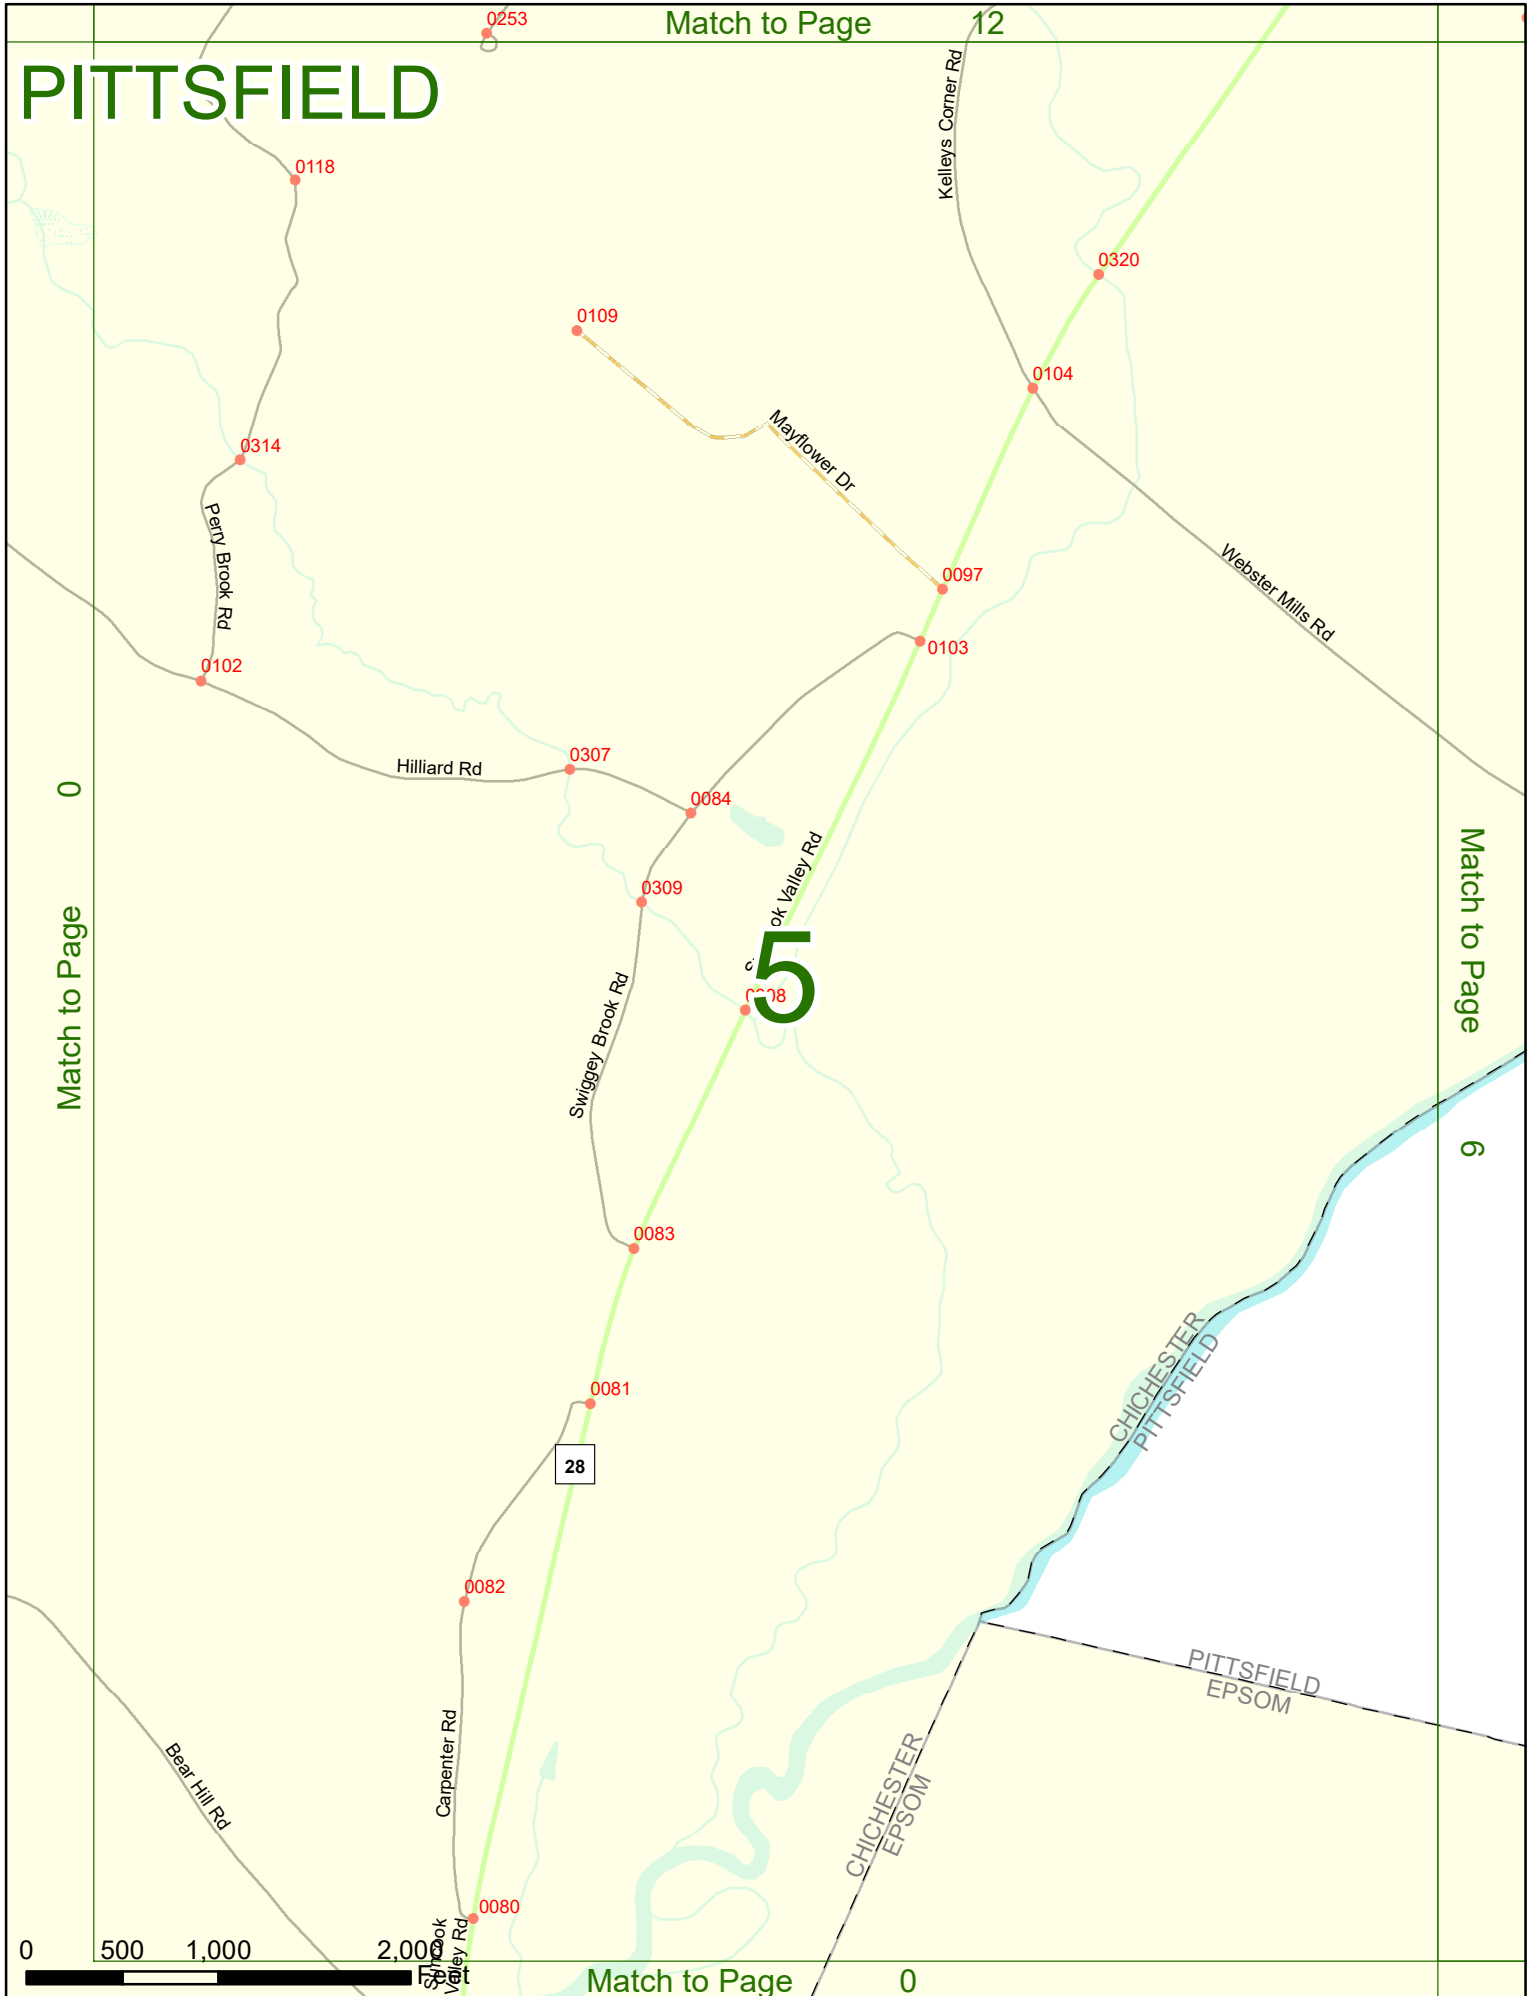 0253
Match to Page 12
PITTSFIELD
Kelleys Corner Rd
0118
0320
0109
0104
Mayflower Dr
0314
Perry Brook Rd
0097
Webster Mills Rd
0103
0102
Hilliard Rd
0307
0084
0
Match to Page
ok Valley Rd
Match to Page
6
0309
5
Swiggey Brook Rd
0083
CHICHESTER
PITTSFIELD
0081
28
0082
PITTSFIELD
EPSOM
Carpenter Rd
Bear Hill Rd
CHICHESTER
EPSOM
0080
Suncook
Valley Rd
0 500 1,000 2,000
Feet
Match to Page 0